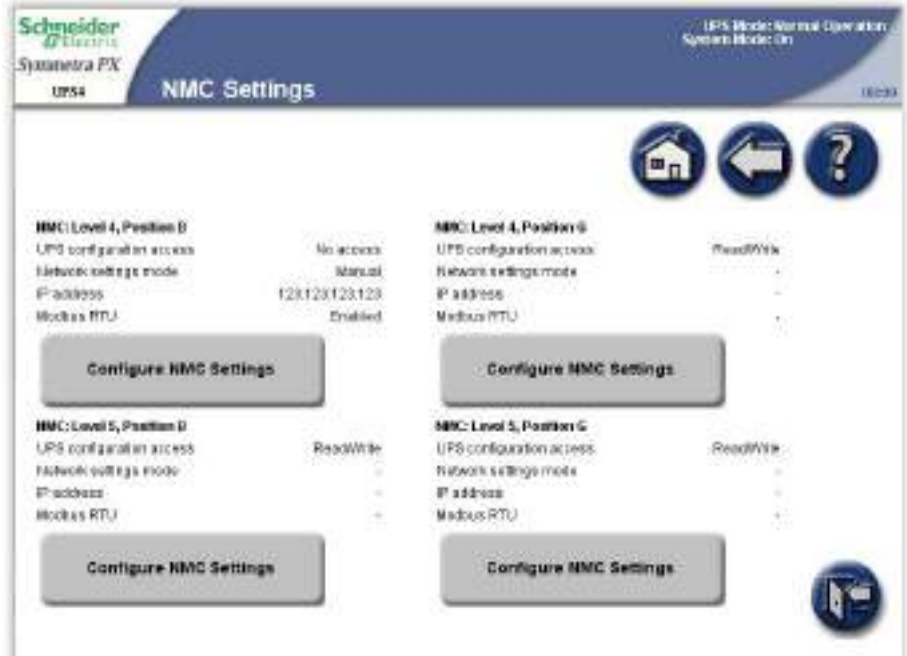 Schneider
Electric
Symmetra PX
UPS4
NMC Settings
UPS Mode: Normal Operation
System Mode: On
?
NMC: Level 4, Position B
UPS configuration access No access
Network settings mode Manual
IP address 123.123.123.123
Modbus RTU Enabled
Configure NMC Settings
NMC: Level 4, Position G
UPS configuration access Read/Write
Network settings mode -
IP address -
Modbus RTU -
Configure NMC Settings
NMC: Level 5, Position B
UPS configuration access Read/Write
Network settings mode -
IP address -
Modbus RTU -
Configure NMC Settings
NMC: Level 5, Position G
UPS configuration access Read/Write
Network settings mode -
IP address -
Modbus RTU -
Configure NMC Settings